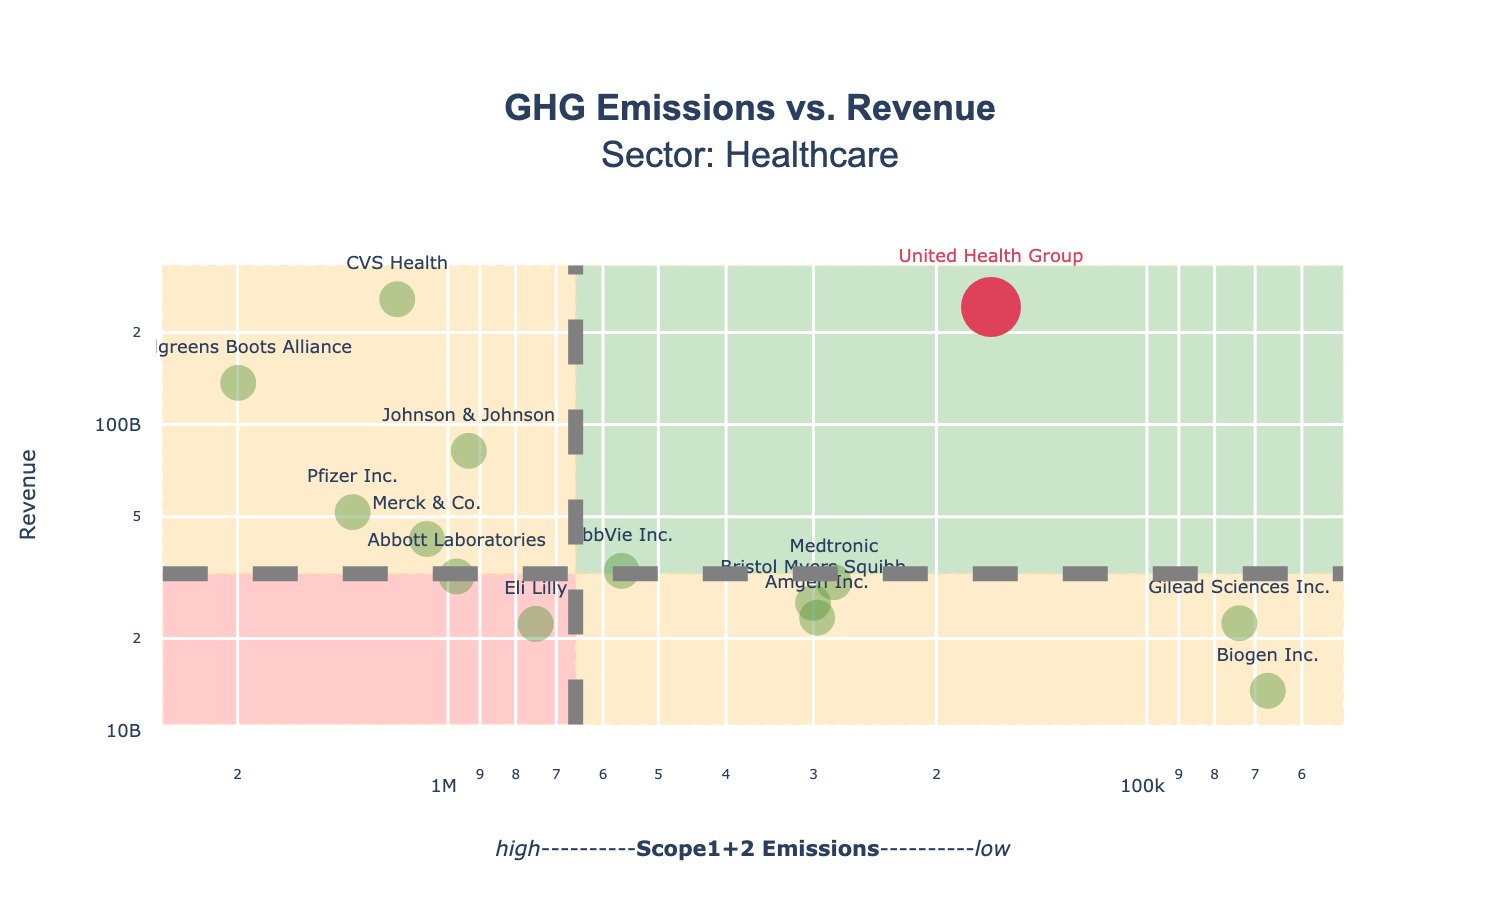 GHG Emissions vs. Revenue
Sector: Healthcare
United Health Group
CVS Health
2
lgreens Boots Alliance
Johnson & Johnson
100B
Pfizer Inc.
Merck & Co.
5
bbVie Inc.
Abbott Laboratories
Medtronic
Bristol Myers Squibb
Amgen Inc.
Eli Lilly
Gilead Sciences Inc.
2
Biogen Inc.
10B
Revenue
2 1M 9 8 7 6 5 4 3 2 100k 9 8 7 6
high----------Scope1+2 Emissions----------low